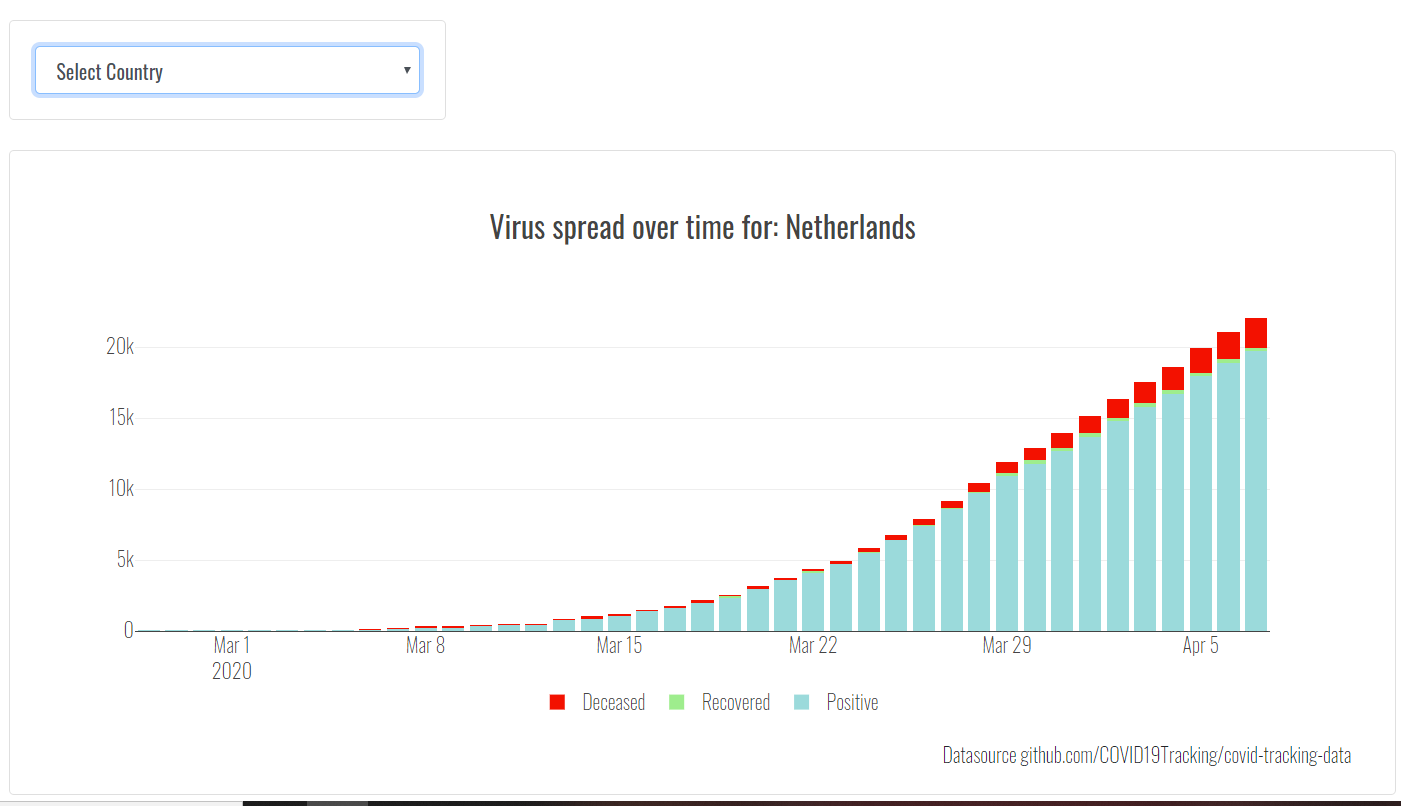 Select Country
Virus spread over time for: Netherlands
20k
15k
10k
5k
0
Mar 1 Mar 8 Mar 15 Mar 22 Mar 29 Apr 5
2020
Deceased Recovered Positive
Datasource github.com/COVID19Tracking/covid-tracking-data